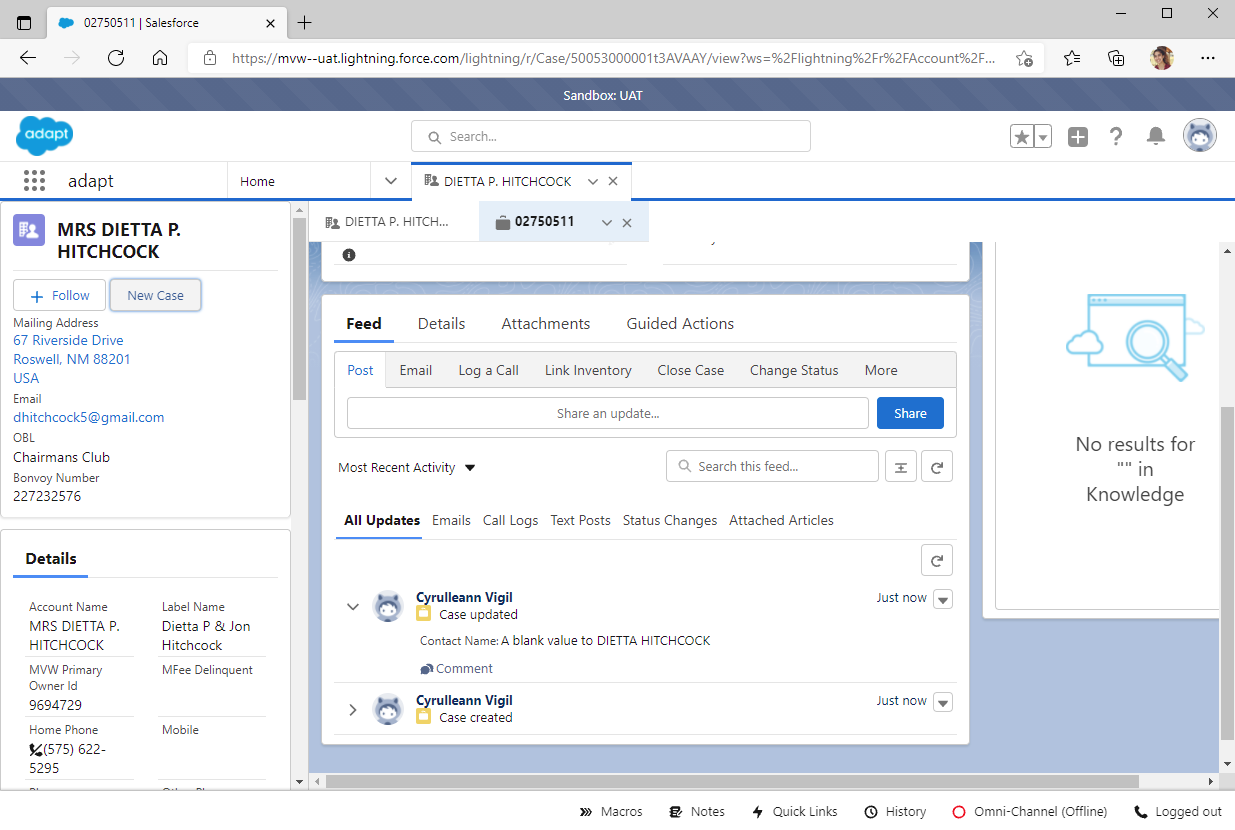 02750511 | Salesforce
https://mvw--uat.lightning.force.com/lightning/r/Case/50053000001t3AVAAY/view?ws=%2Flightning%2Fr%2FAccount%2F...
Sandbox: UAT
adapt
Search...
adapt
Home
DIETTA P. HITCHCOCK
DIETTA P. HITCH...
02750511
MRS DIETTA P.
HITCHCOCK
Follow
New Case
Mailing Address
67 Riverside Drive
Roswell, NM 88201
USA
Email
dhitchcock5@gmail.com
OBL
Chairmans Club
Bonvoy Number
227232576
Details
Account Name
MRS DIETTA P.
HITCHCOCK
Label Name
Dietta P & Jon
Hitchcock
MVW Primary
Owner Id
9694729
MFee Delinquent
Home Phone
(575) 622-
5295
Mobile
Feed Details Attachments Guided Actions
Post Email Log a Call Link Inventory Close Case Change Status More
Share an update...
Share
Most Recent Activity
Search this feed...
All Updates Emails Call Logs Text Posts Status Changes Attached Articles
Cyrulleann Vigil
Just now
Case updated
Contact Name: A blank value to DIETTA HITCHCOCK
Comment
Cyrulleann Vigil
Just now
Case created
No results for
"" in
Knowledge
Macros Notes Quick Links History Omni-Channel (Offline) Logged out